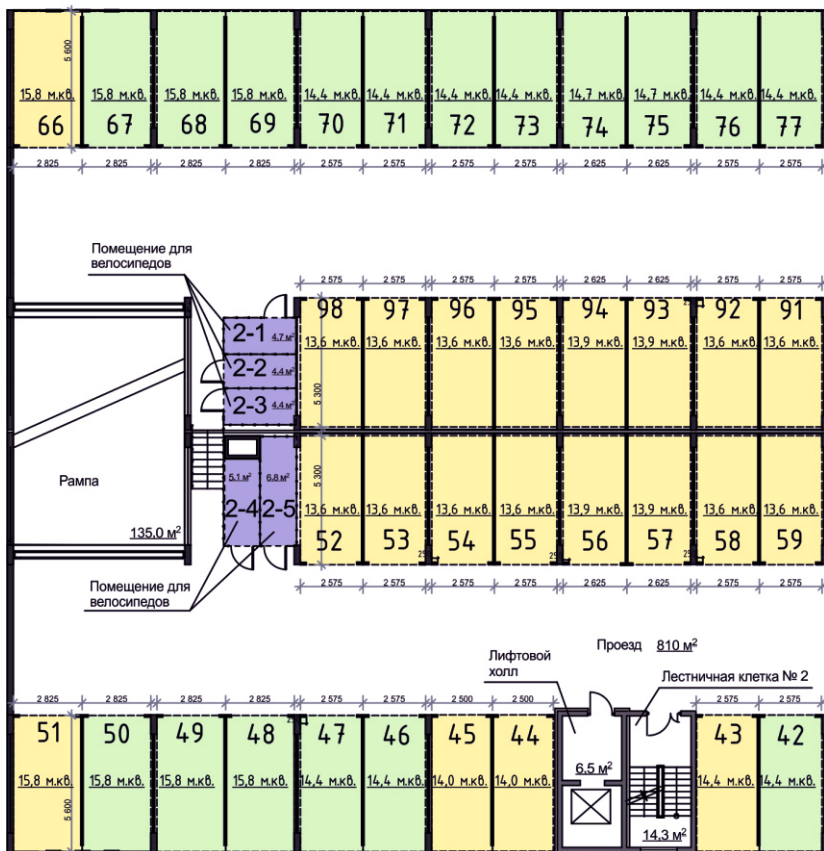 5 600
15,8 м.кв. 15,8 м.кв. 15,8 м.кв. 15,8 м.кв. 14,4 м.кв. 14,4 м.кв. 14,4 м.кв. 14,4 м.кв. 14,7 м.кв. 14,7 м.кв. 14,4 м.кв. 14,4 м.кв.
66 67 68 69 70 71 72 73 74 75 76 77
2 825 2 825 2 825 2 825 2 575 2 575 2 575 2 575 2 625 2 625 2 575 2 575
Помещение для
велосипедов
2 575 2 575 2 575 2 575 2 625 2 625 2 575 2 575
98 97 96 95 94 93 92 91
2-1 4.7 м²
13,6 м.кв. 13,6 м.кв. 13,6 м.кв. 13,6 м.кв. 13,9 м.кв. 13,9 м.кв. 13,6 м.кв. 13,6 м.кв.
2-2 4.4 м²
2-3 4.4 м²
5 300
5 300
Рампа
135.0 м²
5.1 м² 6.8 м²
2-4 2-5
13,6 м.кв. 13,6 м.кв. 13,6 м.кв. 13,6 м.кв. 13,9 м.кв. 13,9 м.кв. 13,6 м.кв. 13,6 м.кв.
52 53 54 55 56 57 58 59
2 575 2 575 2 575 2 575 2 625 2 625 2 575 2 575
Помещение для
велосипедов
Проезд 810 м²
Лифтовой
холл
Лестничная клетка № 2
2 825 2 825 2 825 2 825 2 575 2 575 2 500 2 500 2 575 2 575
51 50 49 48 47 46 45 44 43 42
15,8 м.кв. 15,8 м.кв. 15,8 м.кв. 15,8 м.кв. 14,4 м.кв. 14,4 м.кв. 14,0 м.кв. 14,0 м.кв. 6.5 м² 14,4 м.кв. 14,4 м.кв.
5 600
14.3 м²